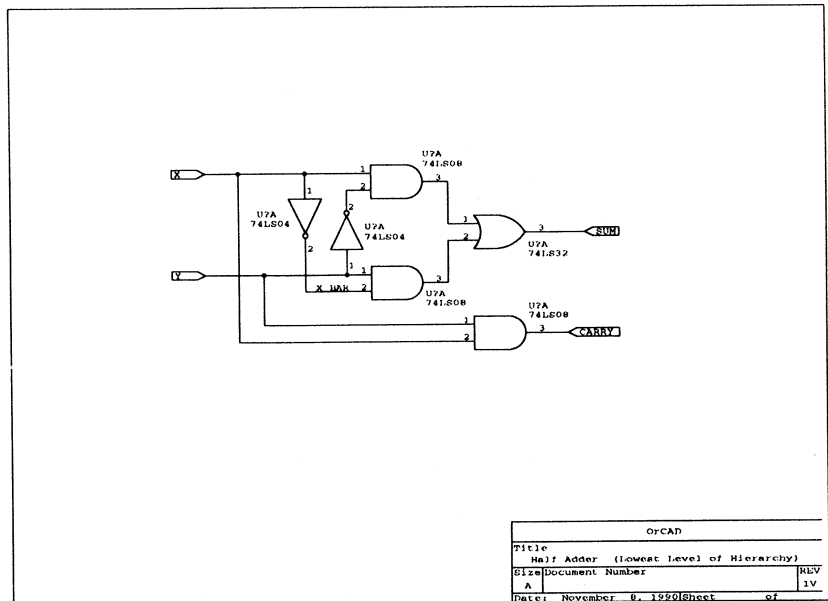 U?A
74LS08
X
1
2
3
1
U?A
74LS04
2
2
U?A
74LS04
1
1
2
3
SUM
U?A
74LS32
Y
1
X_BAR
2
3
U?A
74LS08
U?A
74LS08
1
2
3
CARRY
OrCAD
Title
Half Adder (Lowest Level of Hierarchy)
Size Document Number REV
A 1V
Date: November 8, 1990 Sheet of